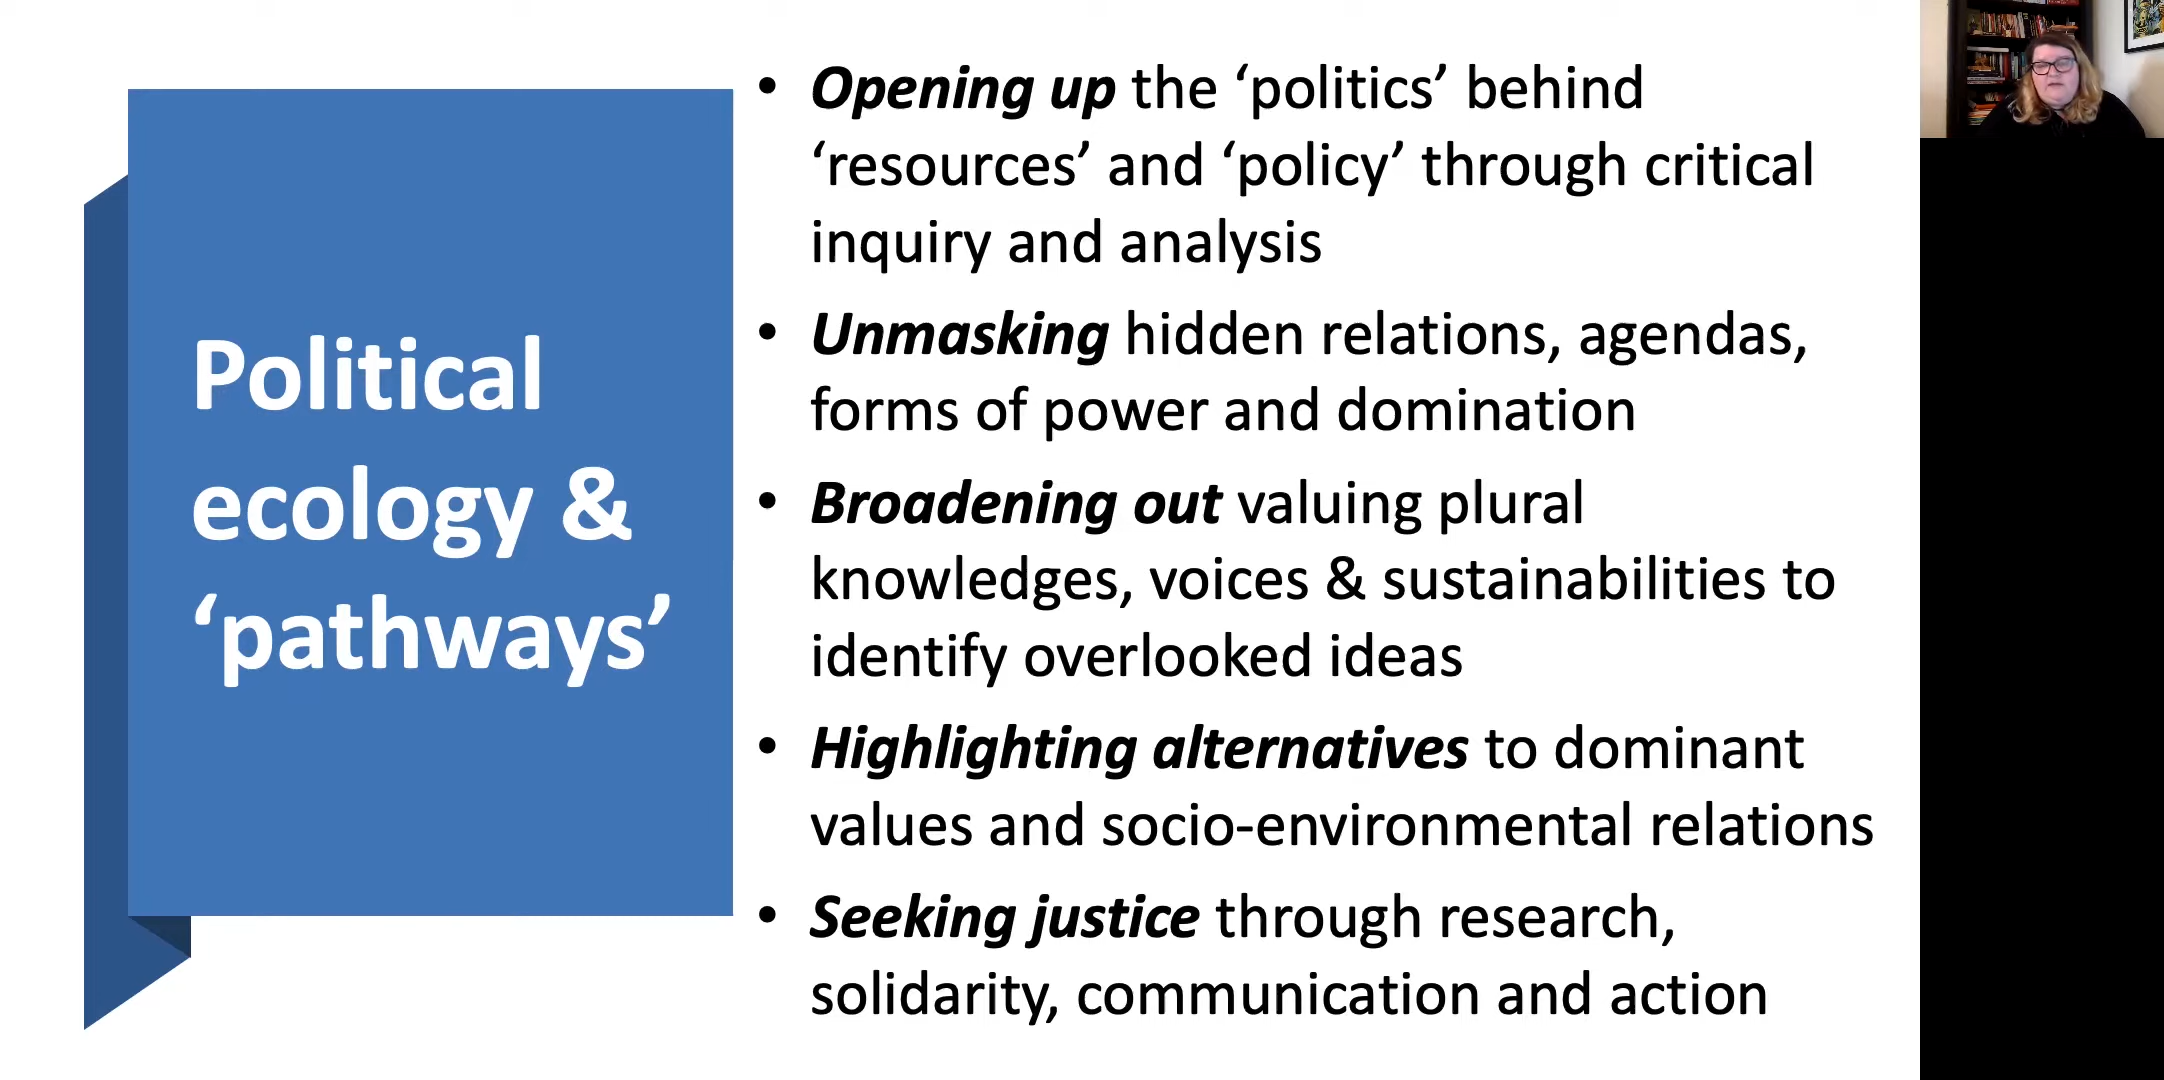 Political
ecology &
‘pathways’
• Opening up the ‘politics’ behind
‘resources’ and ‘policy’ through critical
inquiry and analysis
• Unmasking hidden relations, agendas,
forms of power and domination
• Broadening out valuing plural
knowledges, voices & sustainabilities to
identify overlooked ideas
• Highlighting alternatives to dominant
values and socio-environmental relations
• Seeking justice through research,
solidarity, communication and action